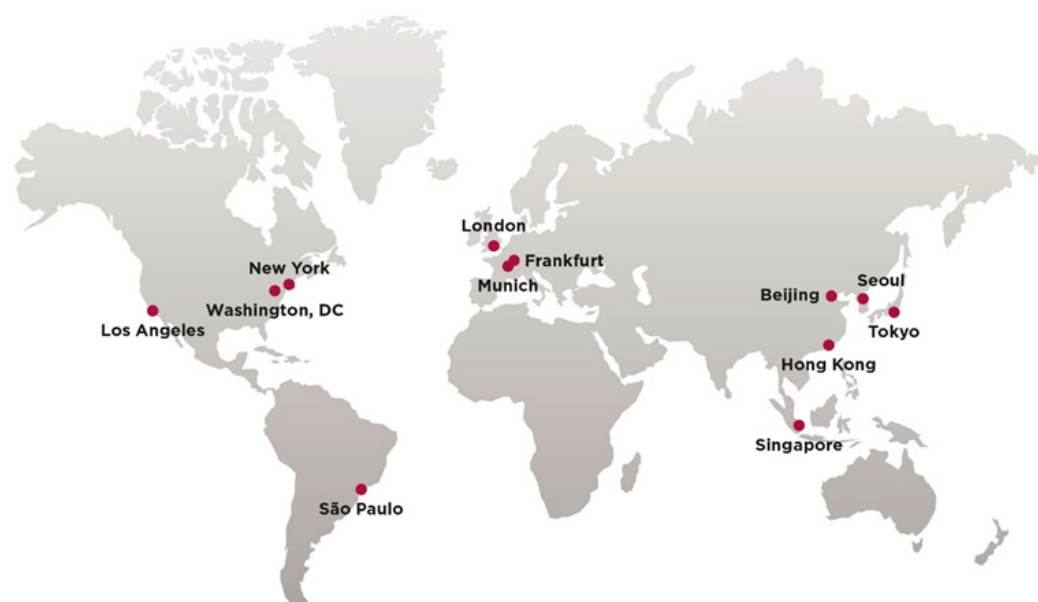 London
Frankfurt
Munich
New York
Washington, DC
Los Angeles
Seoul
Beijing
Tokyo
Hong Kong
Singapore
São Paulo